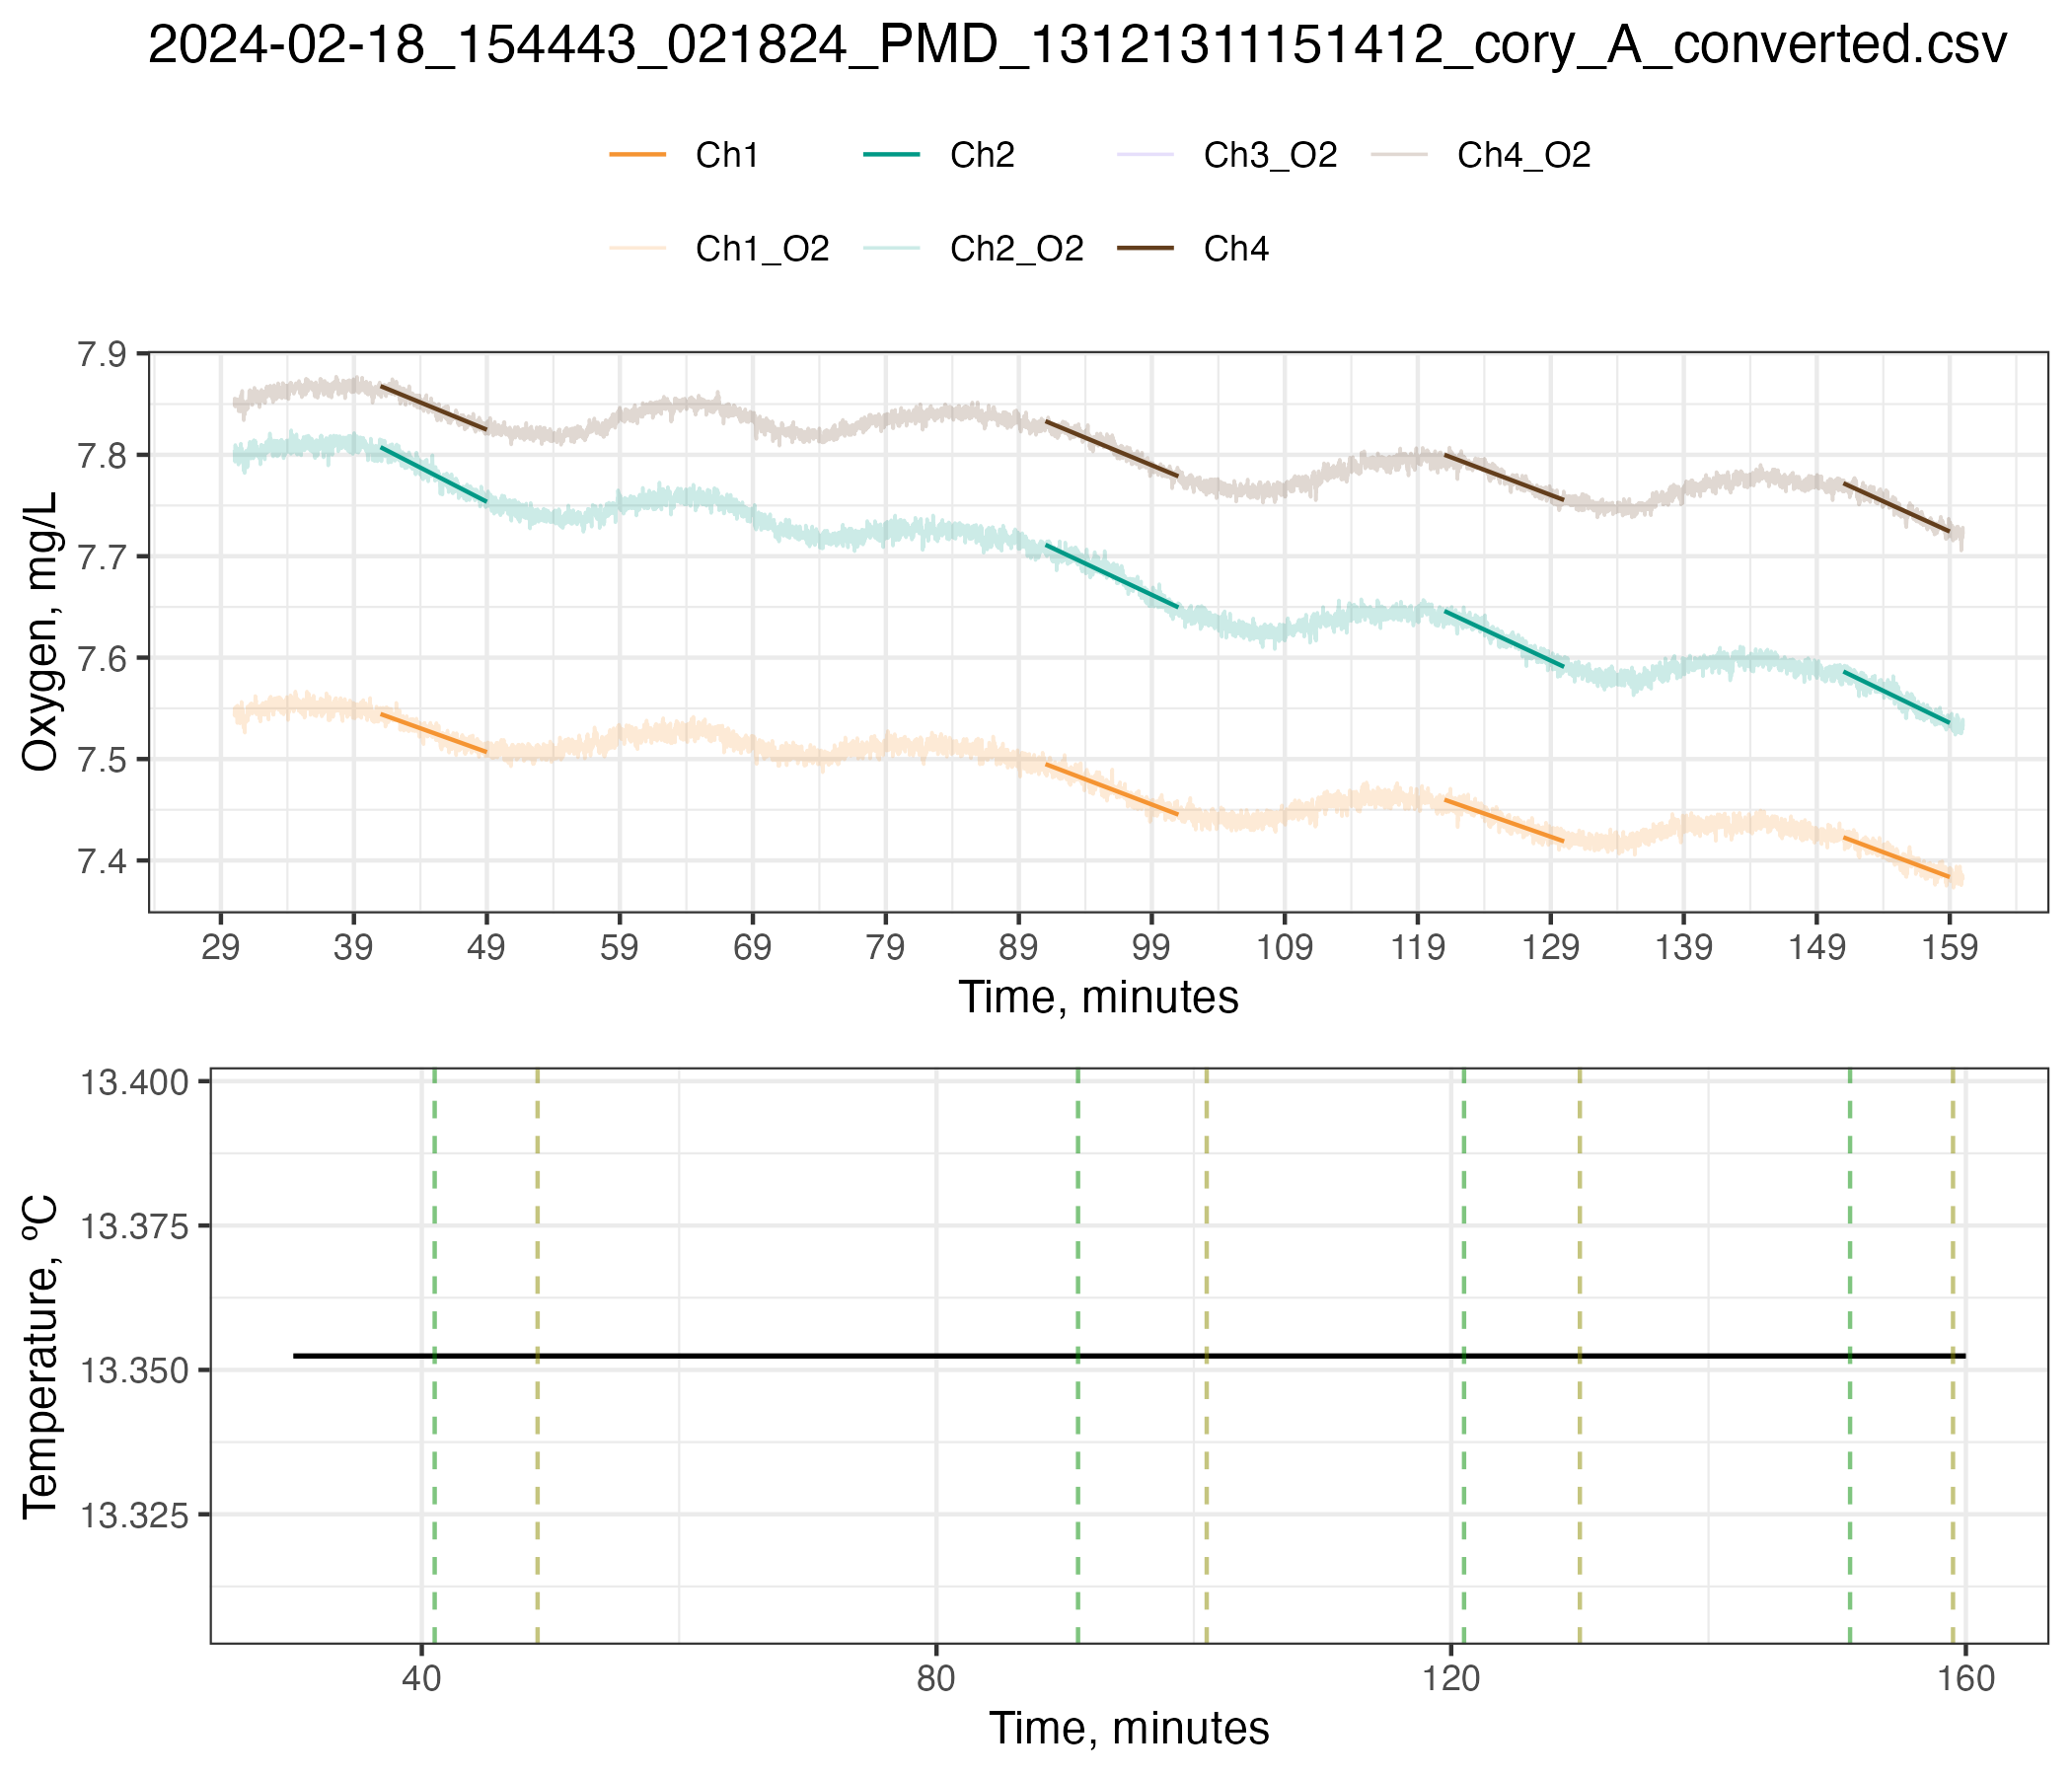 2024-02-18_154443_021824_PMD_13121311151412_cory_A_converted.csv
Ch1 Ch2 Ch3_O2 Ch4_O2
Ch1_O2 Ch2_O2 Ch4
Oxygen, mg/L
7.9
7.8
7.7
7.6
7.5
7.4
29 39 49 59 69 79 89 99 109 119 129 139 149 159
Time, minutes
Temperature, ºC
13.400
13.375
13.350
13.325
40 80 120 160
Time, minutes